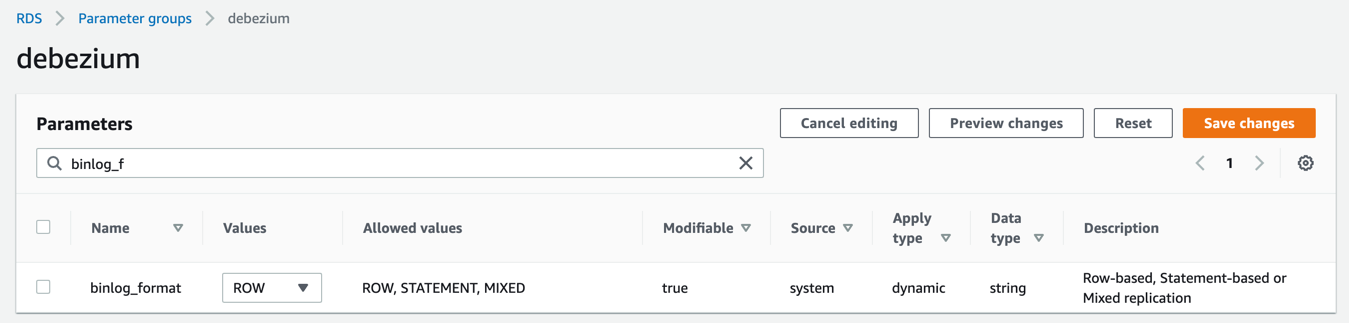 RDS > Parameter groups > debezium
debezium
Parameters
Cancel editing
Preview changes
Reset
Save changes
binlog_f
1
Name Values Allowed values Modifiable Source Apply type Data type Description
binlog_format ROW ROW, STATEMENT, MIXED true system dynamic string Row-based, Statement-based or
Mixed replication